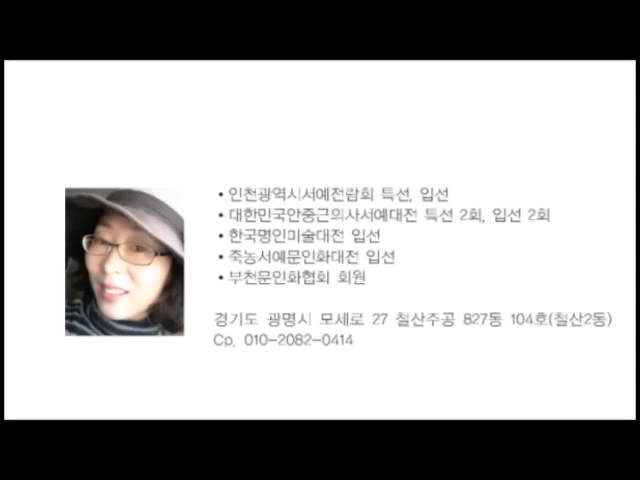 • 인천광역시서예전람회 특선, 입선
• 대한민국안중근의사서예대전 특선 2회, 입선 2회
• 한국명인미술대전 입선
• 죽농서예문인화대전 입선
• 부천문인화협회 회원
경기도 광명시 모세로 27 철산주공 827동 104호(철산2동)
Cp. 010-2082-0414